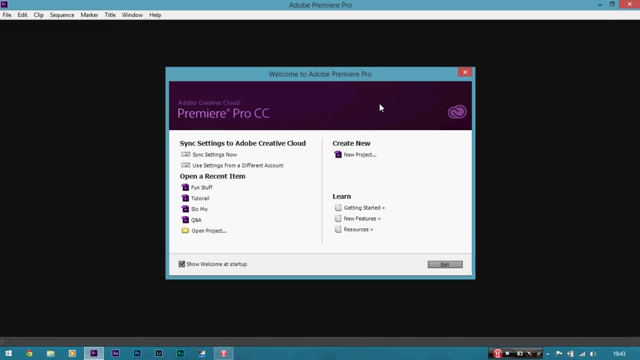 Adobe Premiere Pro
File Edit Clip Sequence Marker Title Window Help
Welcome to Adobe Premiere Pro
Adobe Creative Cloud
Premiere® Pro CC
Sync Settings to Adobe Creative Cloud
Sync Settings Now
Use Settings from a Different Account
Open a Recent Item
Fun Stuff
Tutorail
Slo Mo
Q&A
Open Project...
Create New
New Project...
Learn
Getting Started »
New Features »
Resources »
Show Welcome at startup
Exit
19:43